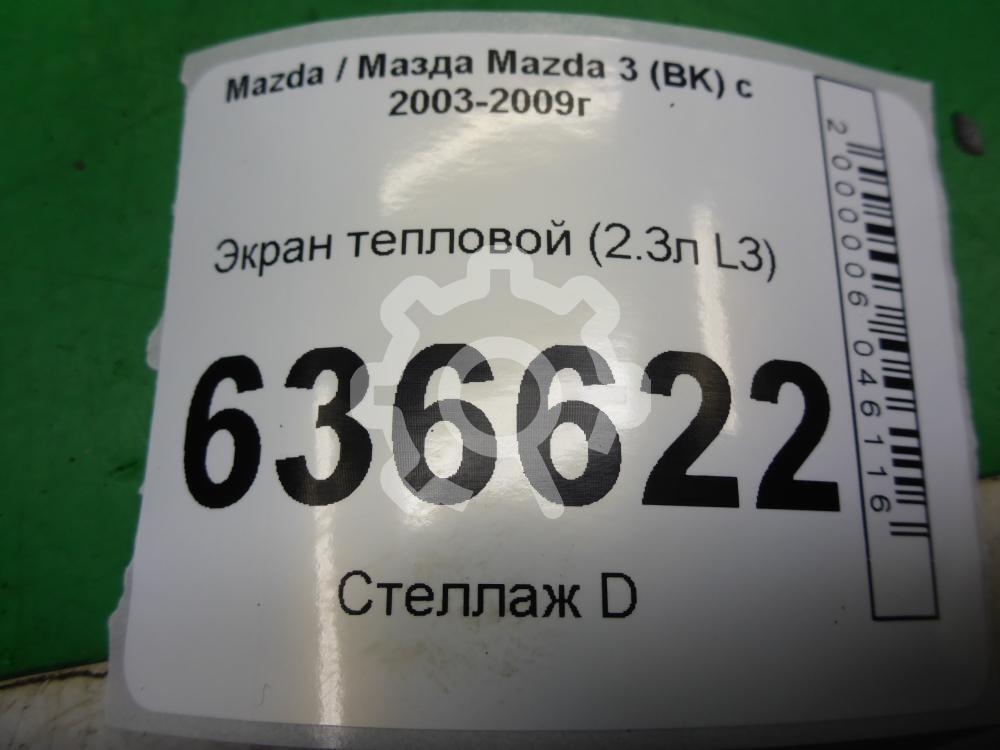 Mazda / Мазда Mazda 3 (BK) с
2003-2009г
Экран тепловой (2.3л L3)
636622
Стеллаж D
2000006046116